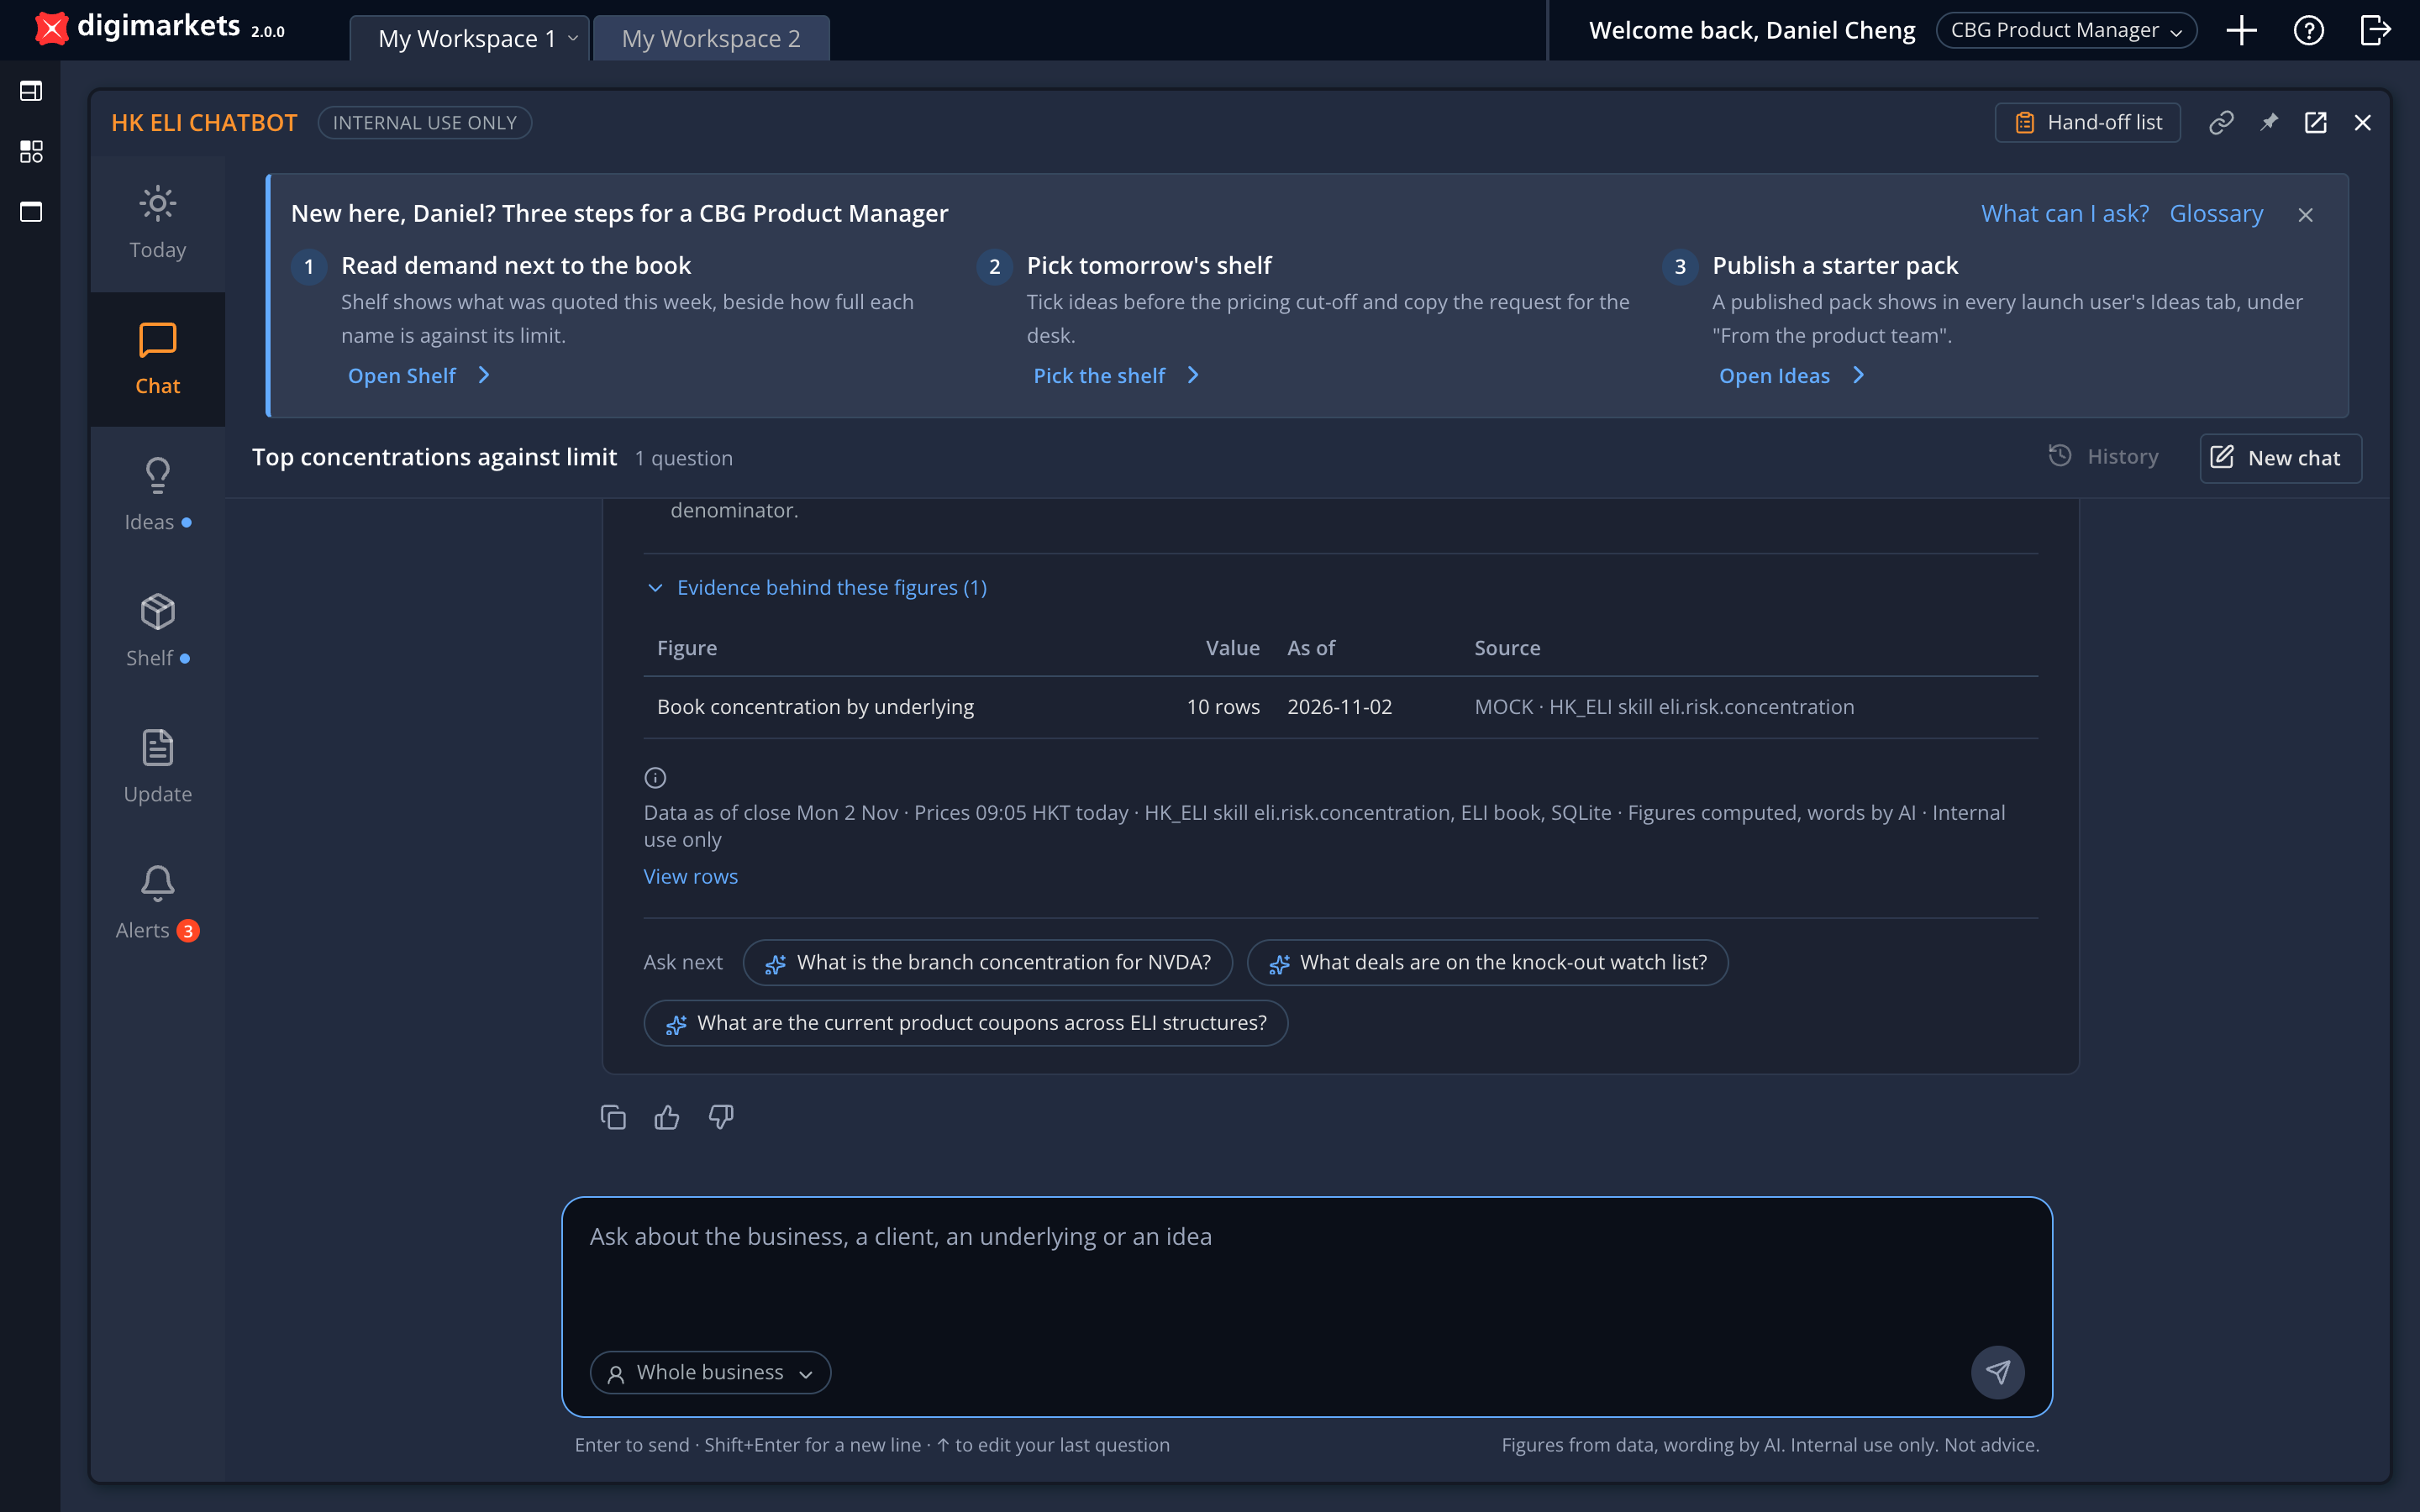 digimarkets 2.0.0
My Workspace 1
My Workspace 2
Welcome back, Daniel Cheng
CBG Product Manager
HK ELI CHATBOT
INTERNAL USE ONLY
Hand-off list
Today
Chat
Ideas
Shelf
Update
Alerts 3
New here, Daniel? Three steps for a CBG Product Manager
What can I ask?
Glossary
1
Read demand next to the book
Shelf shows what was quoted this week, beside how full each
name is against its limit.
Open Shelf
2
Pick tomorrow's shelf
Tick ideas before the pricing cut-off and copy the request for the
desk.
Pick the shelf
3
Publish a starter pack
A published pack shows in every launch user's Ideas tab, under
"From the product team".
Open Ideas
Top concentrations against limit 1 question
History
New chat
denominator.
Evidence behind these figures (1)
Figure Value As of Source
Book concentration by underlying 10 rows 2026-11-02 MOCK · HK_ELI skill eli.risk.concentration
Data as of close Mon 2 Nov · Prices 09:05 HKT today · HK_ELI skill eli.risk.concentration, ELI book, SQLite · Figures computed, words by AI · Internal
use only
View rows
Ask next
What is the branch concentration for NVDA?
What deals are on the knock-out watch list?
What are the current product coupons across ELI structures?
Ask about the business, a client, an underlying or an idea
Whole business
Enter to send · Shift+Enter for a new line · ↑ to edit your last question
Figures from data, wording by AI. Internal use only. Not advice.